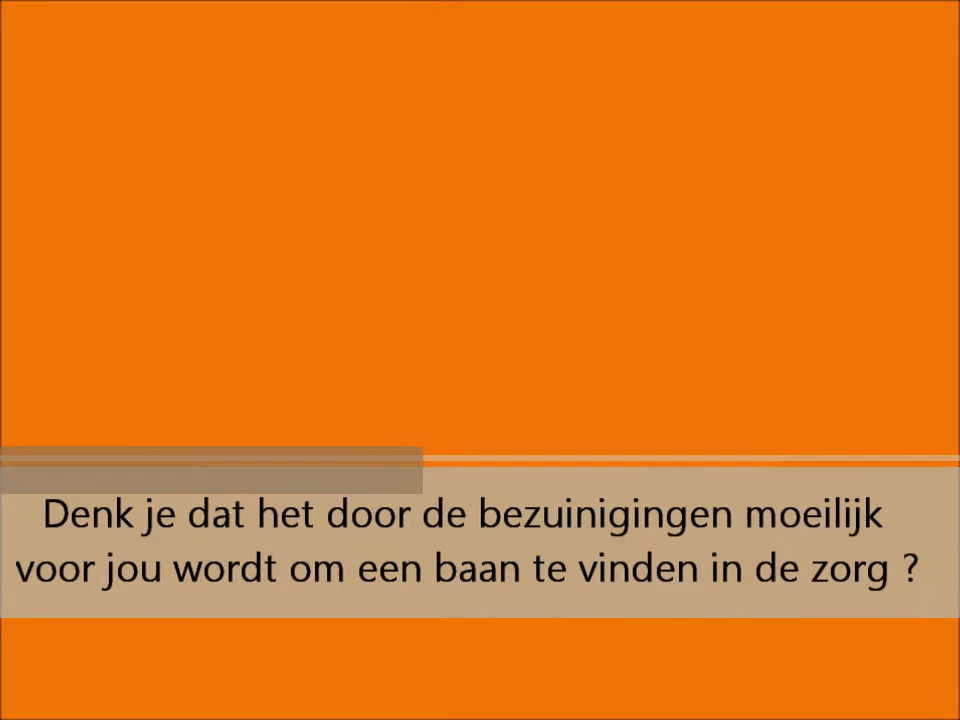 Denk je dat het door de bezuinigingen moeilijk
voor jou wordt om een baan te vinden in de zorg ?